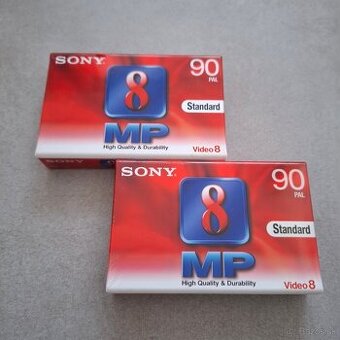 SONY
8
90
PAL
Standard
MP
High Quality & Durability
Video 8
SONY
8
90
PAL
Standard
MP
High Quality & Durability
Video 8